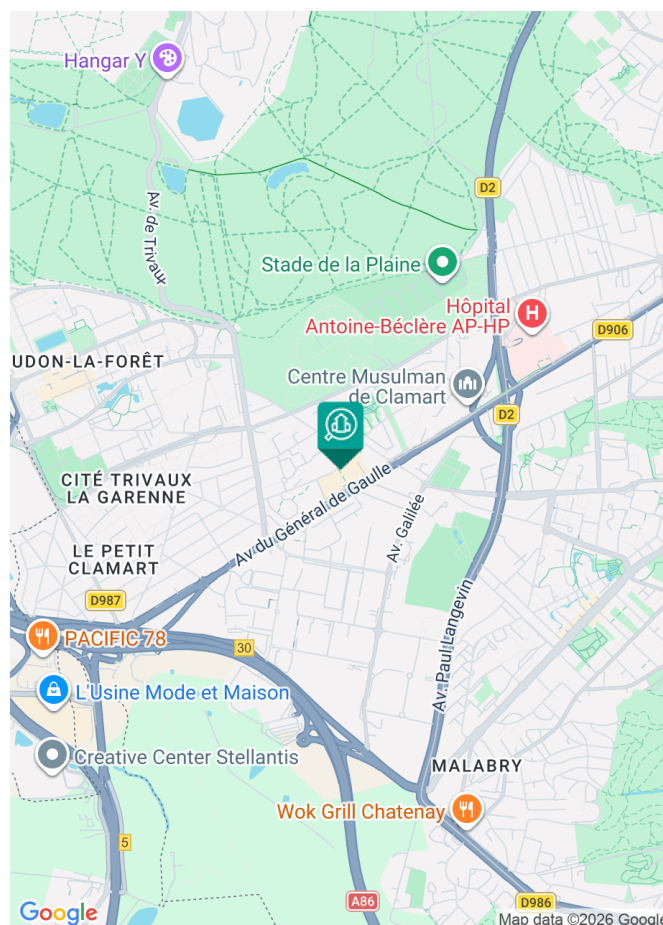 Hangar Y
D2
Av. de Trivaux
Stade de la Plaine
Hôpital
Antoine-Béclère AP-HP
H
D906
UDON-LA-FORÊT
Centre Musulman
de Clamart
D2
CITÉ TRIVAUX
LA GARENNE
Av du Général de Gaulle
Av. Galilée
LE PETIT
CLAMART
D987
Av. Paul Langevin
PACIFIC 78
30
L'Usine Mode et Maison
Creative Center Stellantis
MALABRY
Wok Grill Chatenay
5
A86
D986
Google
Map data ©2026 Google